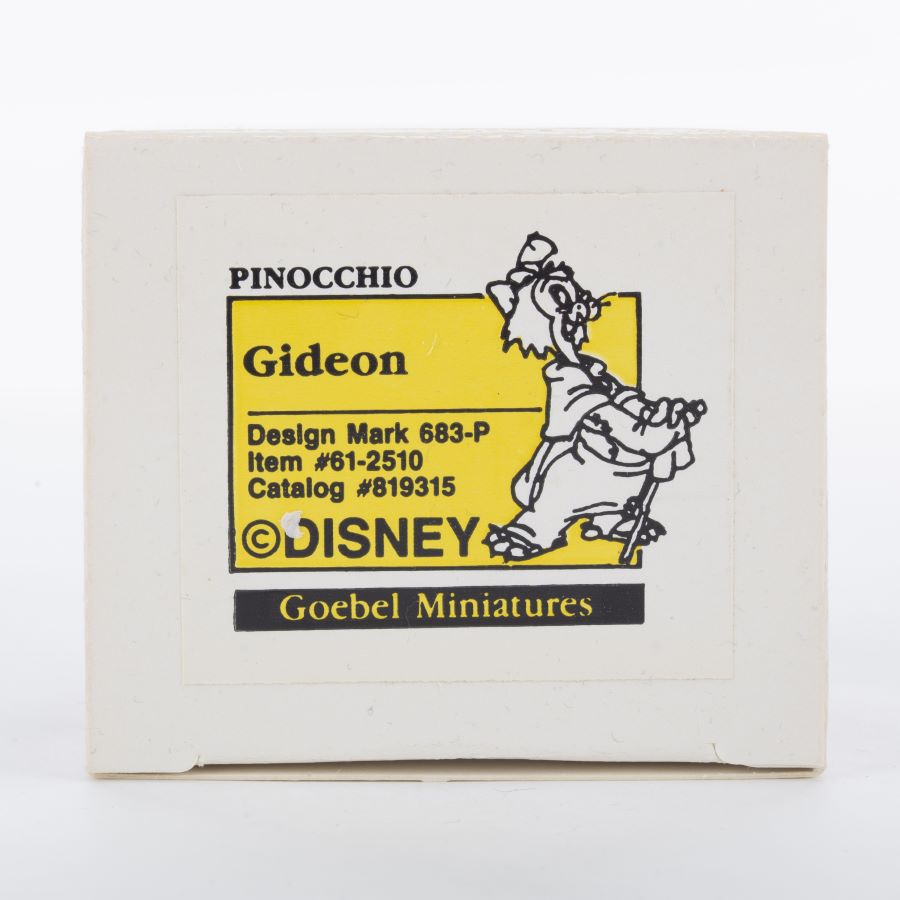 PINOCCHIO
Gideon
Design Mark 683-P
Item #61-2510
Catalog #819315
©DISNEY
Goebel Miniatures